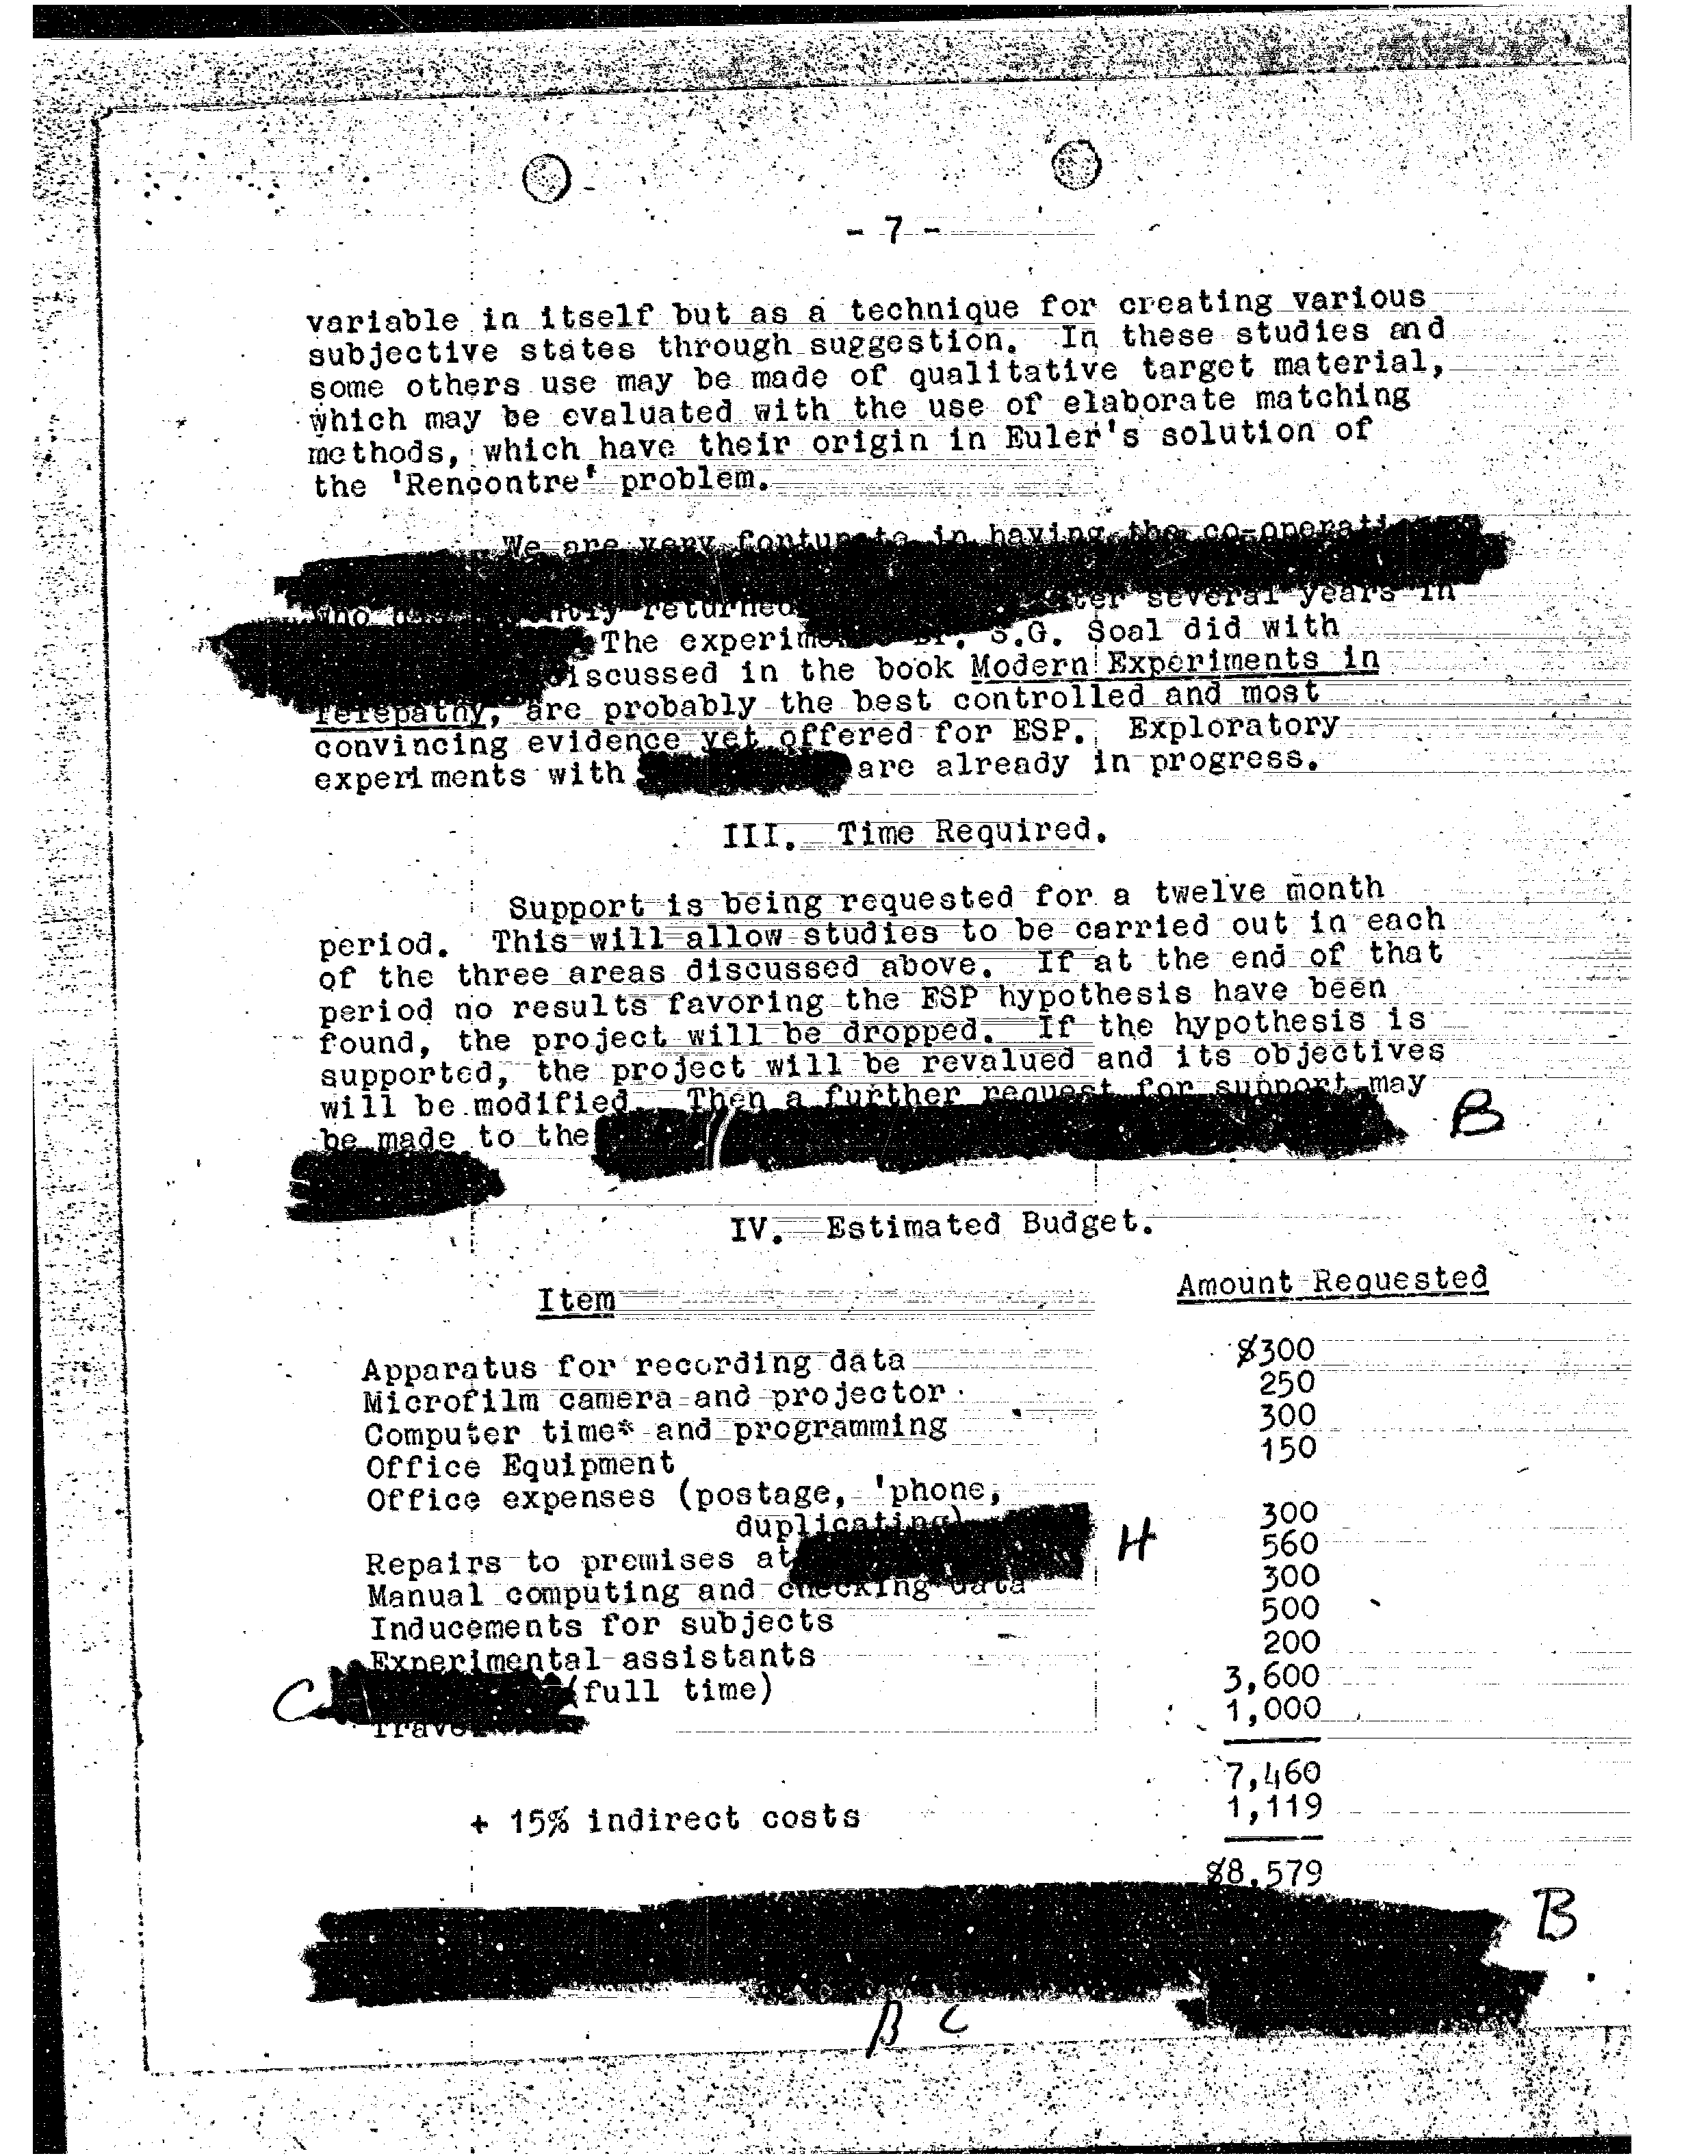 - 7 -
variable in itself but as a technique for creating various
subjective states through suggestion. In these studies and
some others use may be made of qualitative target material,
which may be evaluated with the use of elaborate matching
methods, which have their origin in Euler's solution of
the 'Rencontre' problem.
We are very fortunate in having the co-operation
who has recently returned after several years in
The experiments Dr. S.G. Soal did with
discussed in the book Modern Experiments in
Telepathy, are probably the best controlled and most
convincing evidence yet offered for ESP. Exploratory
experiments with are already in progress.
III. Time Required.
Support is being requested for a twelve month
period. This will allow studies to be carried out in each
of the three areas discussed above. If at the end of that
period no results favoring the ESP hypothesis have been
found, the project will be dropped. If the hypothesis is
supported, the project will be revalued and its objectives
will be modified. Then a further request for support may
be made to the
B
IV. Estimated Budget.
Item Amount Requested
Apparatus for recording data $300
Microfilm camera and projector 250
Computer time* and programming 300
Office Equipment 150
Office expenses (postage, 'phone,
duplicating) 300
Repairs to premises at H 560
Manual computing and checking data 300
Inducements for subjects 500
Experimental assistants 200
C (full time) 3,600
Travel 1,000
7,460
+ 15% indirect costs 1,119
$8,579
B
B C